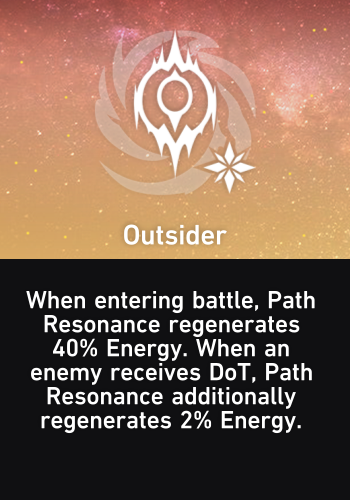 Outsider
When entering battle, Path
Resonance regenerates
40% Energy. When an
enemy receives DoT, Path
Resonance additionally
regenerates 2% Energy.